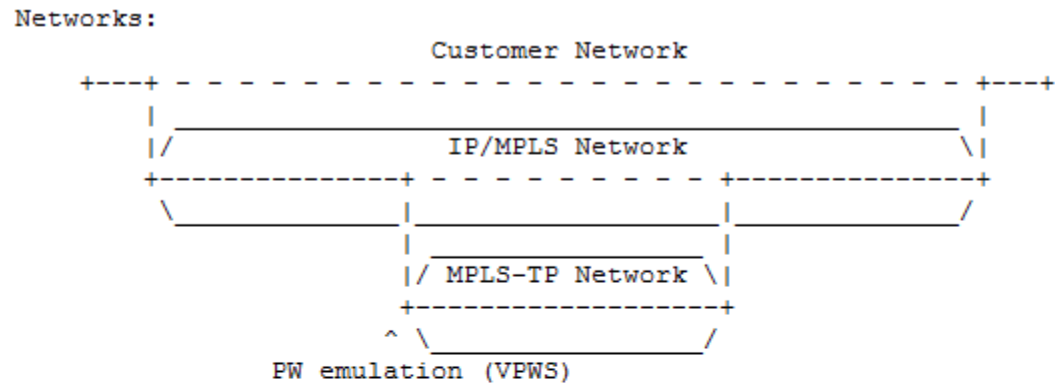 Networks:
Customer Network
IP/MPLS Network
MPLS-TP Network
PW emulation (VPWS)